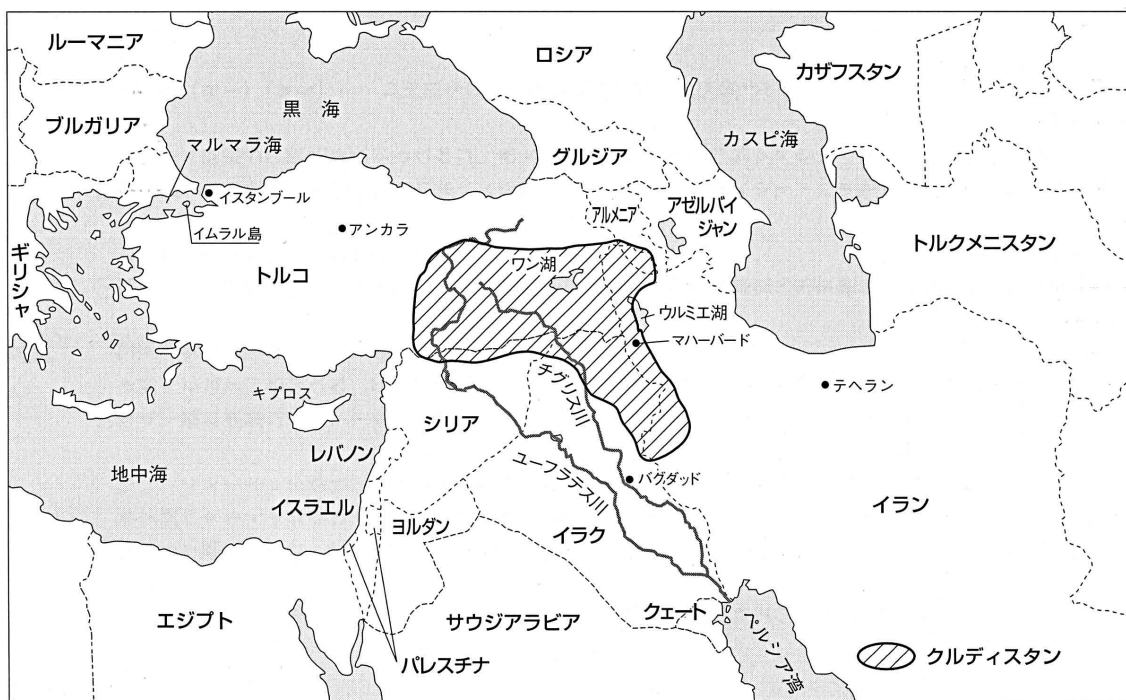 ルーマニア
ロシア
カザフスタン
黒 海
ブルガリア
カスピ海
マルマラ海
グルジア
イスタンブール
アルメニア
アゼルバイ
ジャン
イムラル島
アンカラ
トルクメニスタン
ギリシャ
ワン湖
トルコ
ウルミエ湖
マハーバード
テヘラン
キプロス
チグリス川
シリア
レバノン
ユーフラテス川
地中海
バグダッド
イスラエル
イラン
ヨルダン
イラク
エジプト
サウジアラビア
クェート
ペルシア湾
パレスチナ
クルディスタン